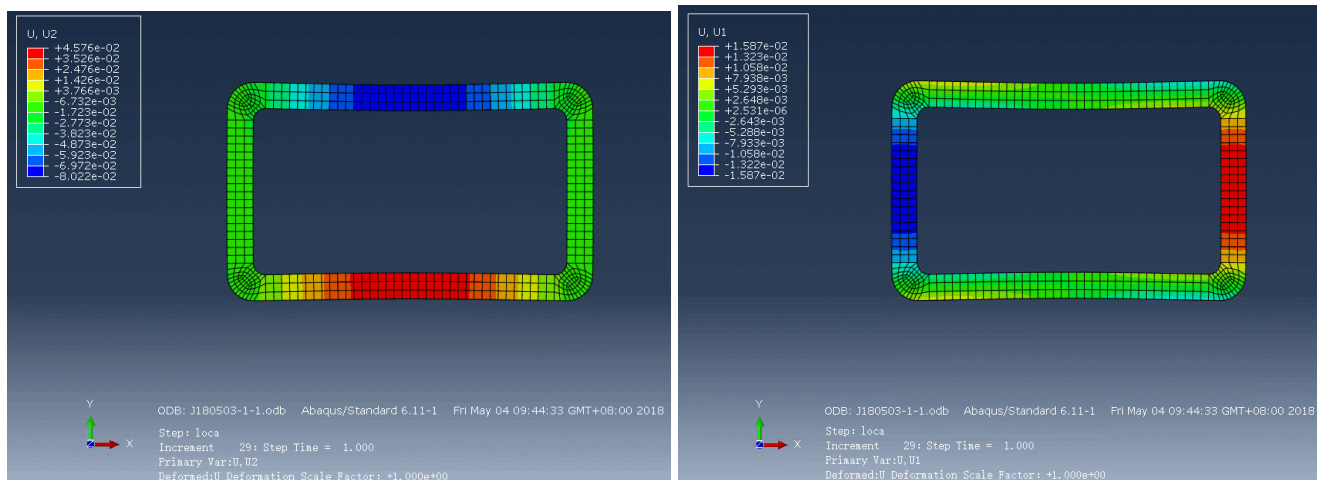 U, U2
+4.576e-02
+3.526e-02
+2.476e-02
+1.426e-02
+3.766e-03
-6.732e-03
-1.723e-02
-2.773e-02
-3.823e-02
-4.873e-02
-5.923e-02
-6.972e-02
-8.022e-02
Y
X
ODB: J180503-1-1.odb Abaqus/Standard 6.11-1 Fri May 04 09:44:33 GMT+08:00 2018
Step: loca
Increment 29: Step Time = 1.000
Primary Var:U,U2
Deformed:U Deformation Scale Factor: +1.000e+00
U, U1
+1.587e-02
+1.323e-02
+1.058e-02
+7.938e-03
+5.293e-03
+2.648e-03
+2.531e-06
-2.643e-03
-5.288e-03
-7.933e-03
-1.058e-02
-1.322e-02
-1.587e-02
Y
X
ODB: J180503-1-1.odb Abaqus/Standard 6.11-1 Fri May 04 09:44:33 GMT+08:00 2018
Step: loca
Increment 29: Step Time = 1.000
Primary Var:U,U1
Deformed:U Deformation Scale Factor: +1.000e+00